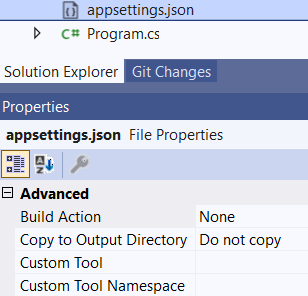 appsettings.json
C# Program.cs
Solution Explorer Git Changes
Properties
appsettings.json File Properties
Advanced
Build Action None
Copy to Output Directory Do not copy
Custom Tool
Custom Tool Namespace